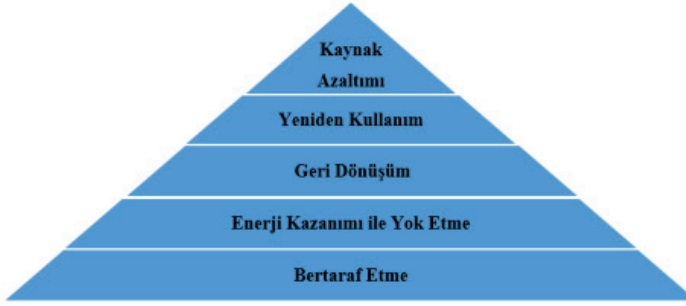 Kaynak
Azaltımı
Yeniden Kullanım
Geri Dönüşüm
Enerji Kazanımı ile Yok Etme
Bertaraf Etme